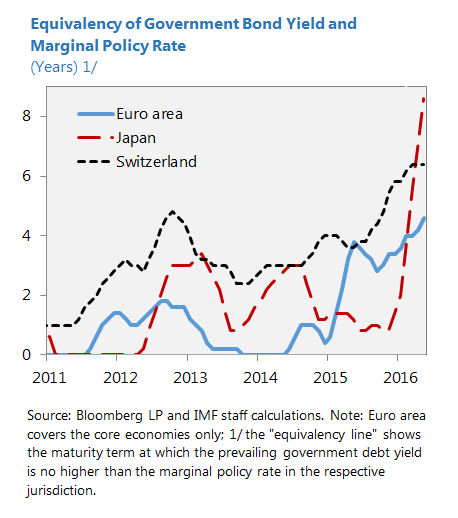 Equivalency of Government Bond Yield and
Marginal Policy Rate
(Years) 1/
8
6
4
2
0
Euro area
Japan
Switzerland
2011 2012 2013 2014 2015 2016
Source: Bloomberg LP and IMF staff calculations. Note: Euro area
covers the core economies only; 1/ the "equivalency line" shows
the maturity term at which the prevailing government debt yield
is no higher than the marginal policy rate in the respective
jurisdiction.